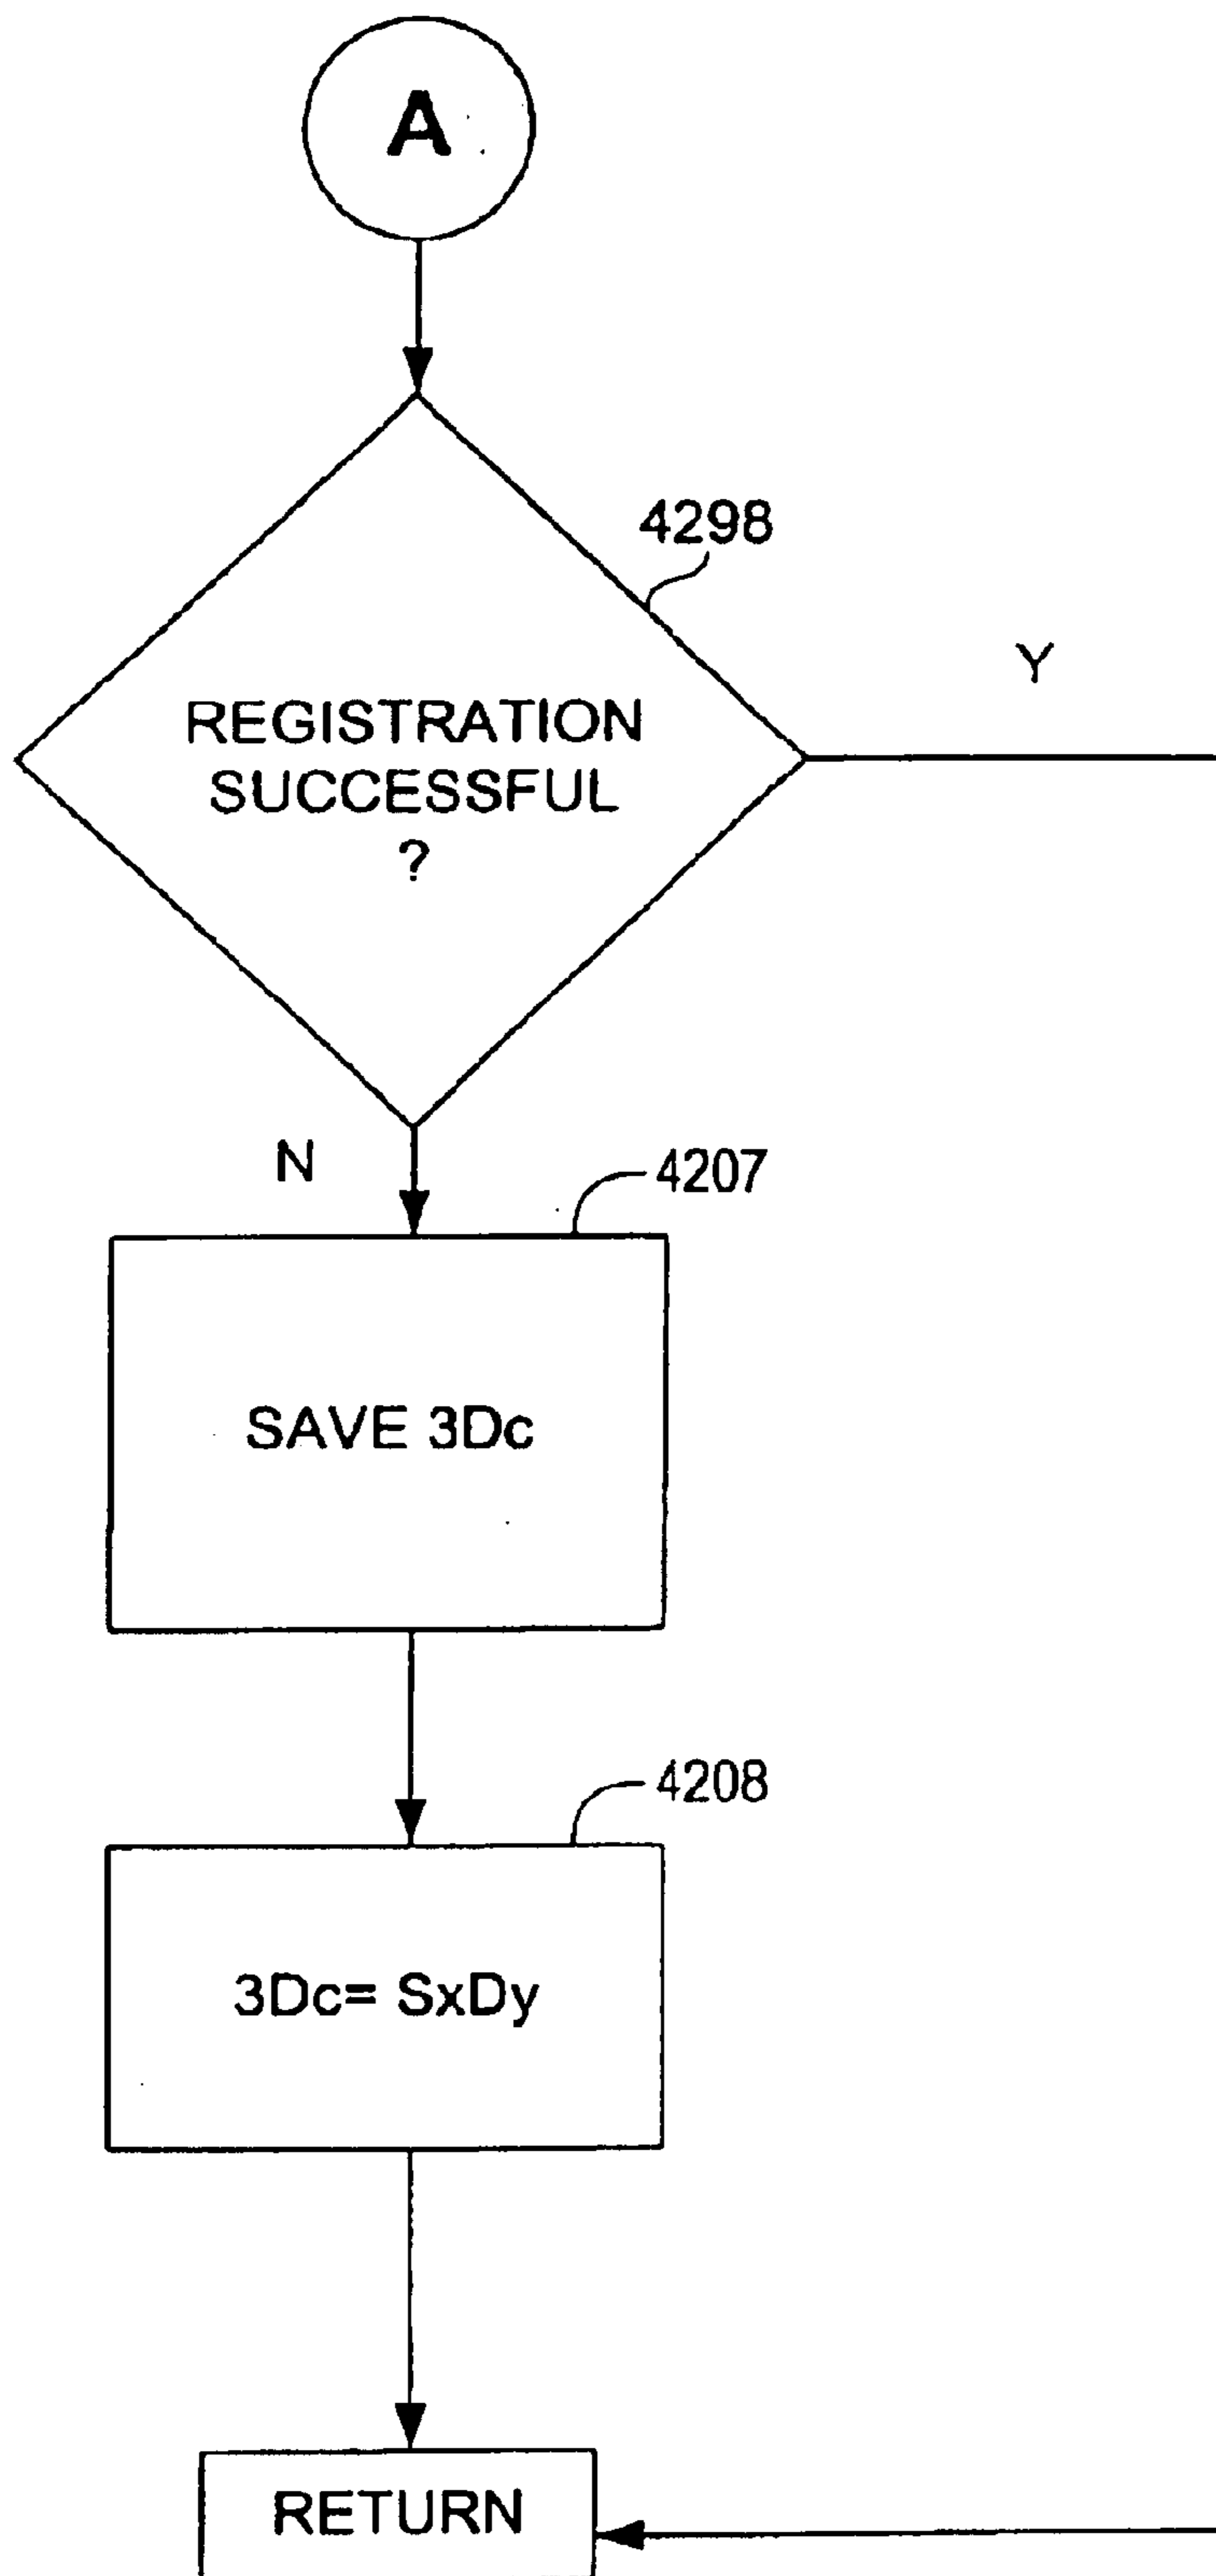 A
4298
Y
REGISTRATION
SUCCESSFUL
?
N
4207
SAVE 3Dc
4208
3Dc= SxDy
RETURN